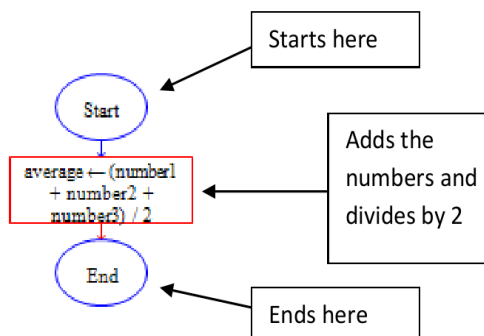 Starts here
Start
average ← (number1
+ number2 +
number3) / 2
Adds the
numbers and
divides by 2
End
Ends here